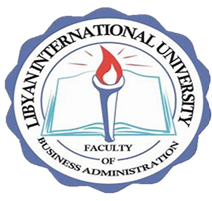 LIBYAN INTERNATIONAL UNIVERSITY
FACULTY
OF
BUSINESS ADMINISTRATION